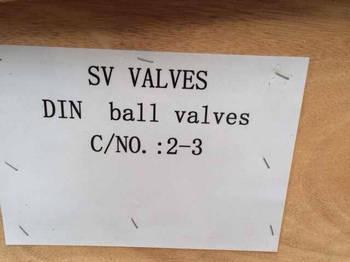 SV VALVES
DIN ball valves
C/NO.:2-3